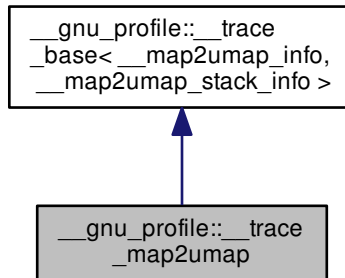 __gnu_profile::__trace
_base< __map2umap_info,
__map2umap_stack_info >
__gnu_profile::__trace
_map2umap